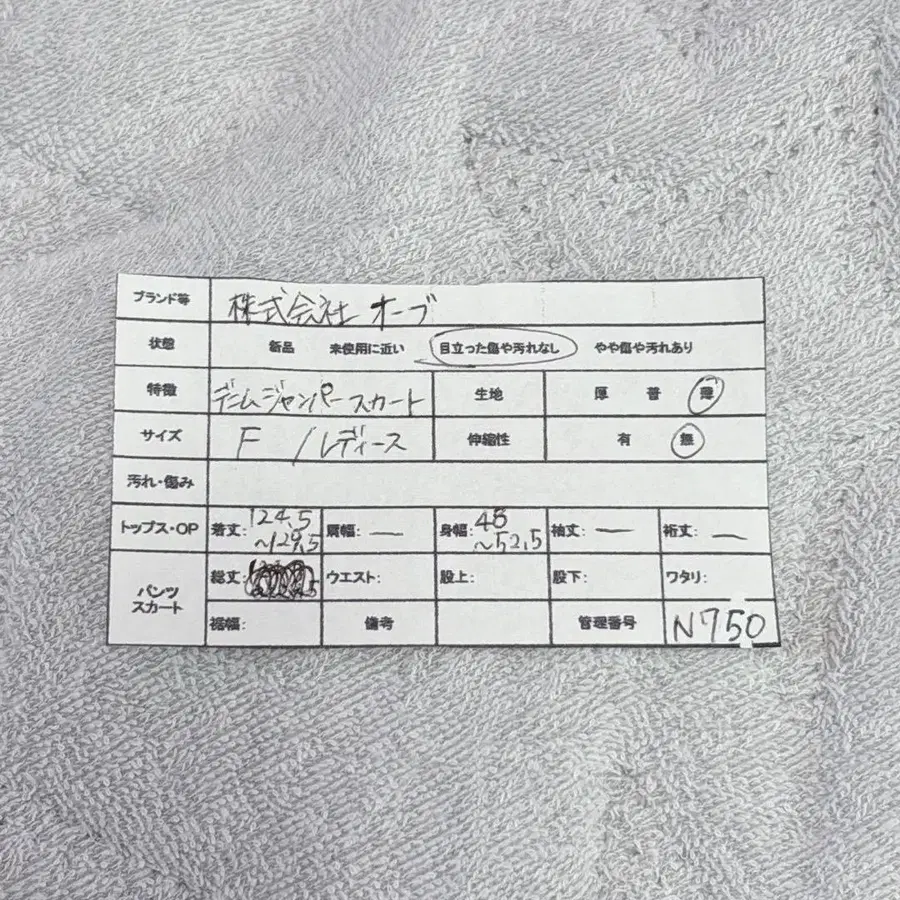 ブランド等 株式会社 オーブ
状態 新品 未使用に近い 目立った傷や汚れなし やや傷や汚れあり
特徴 デニムジャンパースカート 生地 厚 普 薄
サイズ F / レディース 伸縮性 有 無
汚れ・傷み
トップス・OP 着丈: 124.5 ~129.5 肩幅: — 身幅: 48 ~52.5 袖丈: — 裄丈: —
パンツ スカート 総丈: ウエスト: 股上: 股下: ワタリ:
裾幅: 備考 管理番号 N750